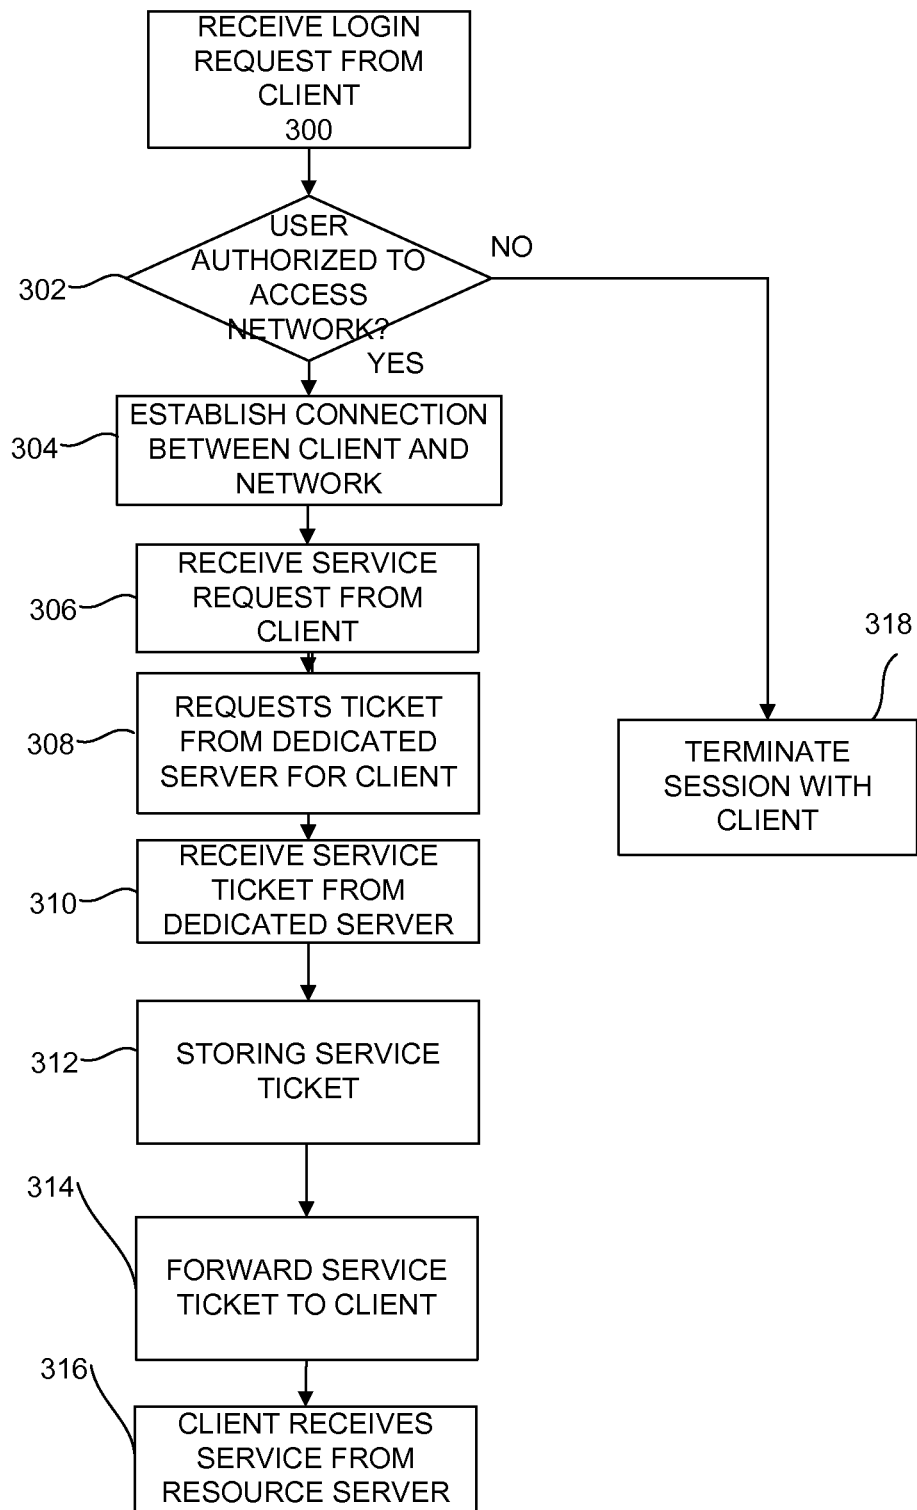 RECEIVE LOGIN
REQUEST FROM
CLIENT
300
USER
AUTHORIZED TO
ACCESS
NETWORK?
NO
302
YES
ESTABLISH CONNECTION
BETWEEN CLIENT AND
NETWORK
304
RECEIVE SERVICE
REQUEST FROM
CLIENT
306
REQUESTS TICKET
FROM DEDICATED
SERVER FOR CLIENT
308
318
TERMINATE
SESSION WITH
CLIENT
RECEIVE SERVICE
TICKET FROM
DEDICATED SERVER
310
STORING SERVICE
TICKET
312
314
FORWARD SERVICE
TICKET TO CLIENT
316
CLIENT RECEIVES
SERVICE FROM
RESOURCE SERVER